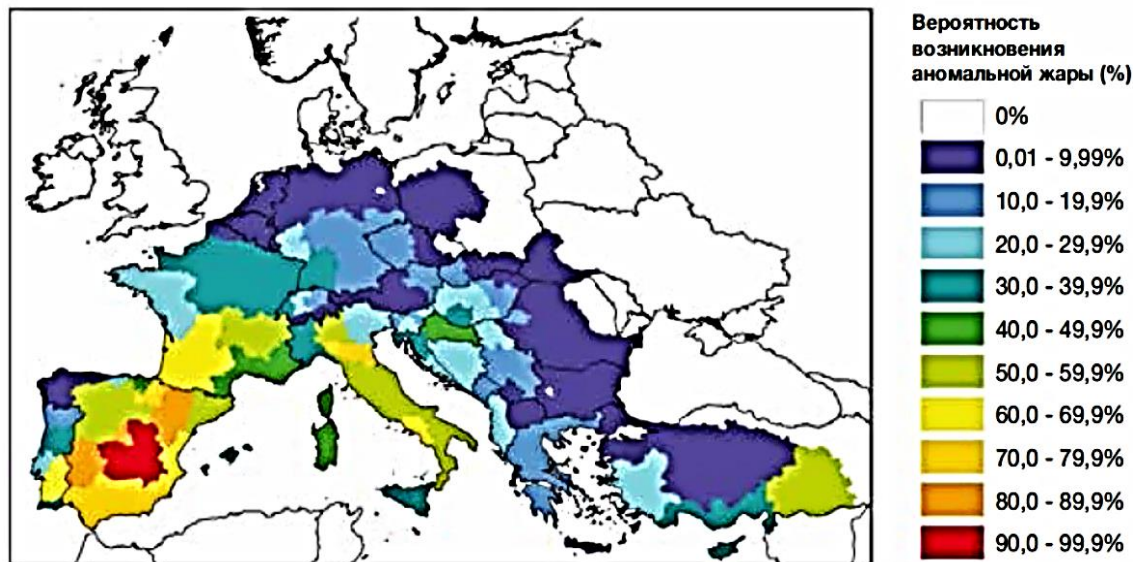 Вероятность
возникновения
аномальной жары (%)
0%
0,01 - 9,99%
10,0 - 19,9%
20,0 - 29,9%
30,0 - 39,9%
40,0 - 49,9%
50,0 - 59,9%
60,0 - 69,9%
70,0 - 79,9%
80,0 - 89,9%
90,0 - 99,9%